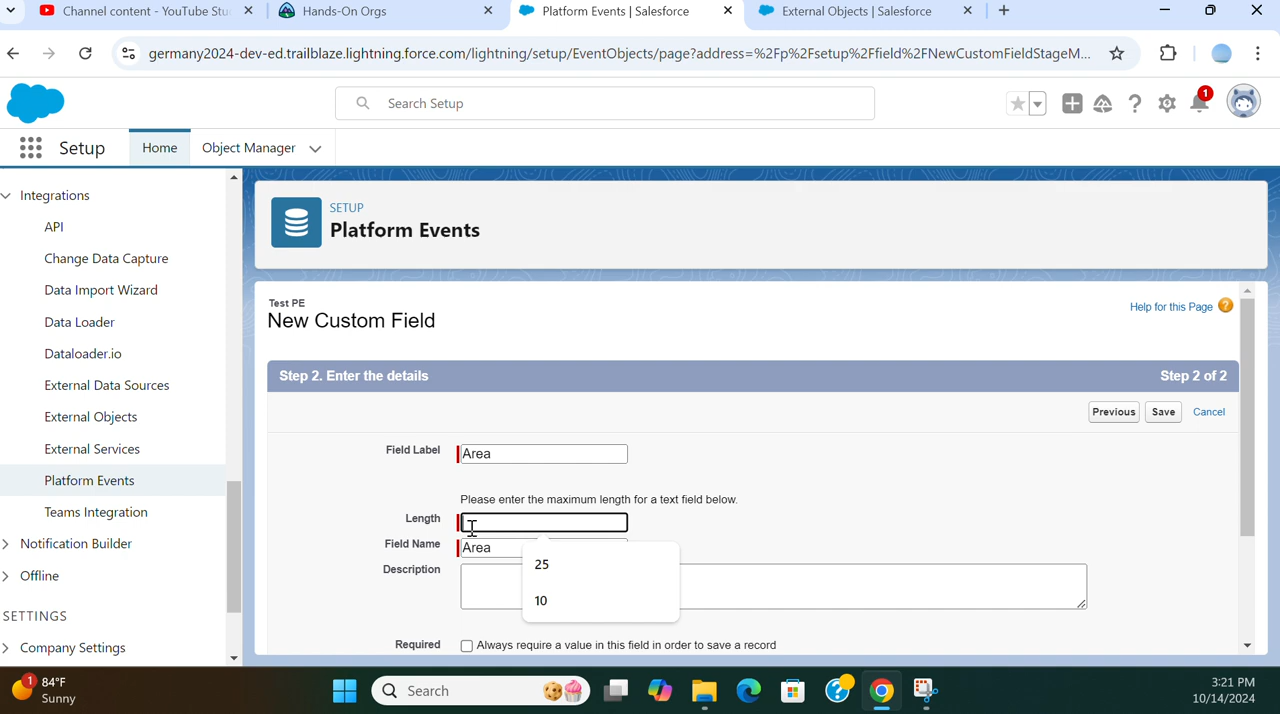 Channel content - YouTube Stu
Hands-On Orgs
Platform Events | Salesforce
External Objects | Salesforce
germany2024-dev-ed.trailblaze.lightning.force.com/lightning/setup/EventObjects/page?address=%2Fp%2Fsetup%2Ffield%2FNewCustomFieldStageM...
Search Setup
1
Setup
Home
Object Manager
Integrations
API
Change Data Capture
Data Import Wizard
Data Loader
Dataloader.io
External Data Sources
External Objects
External Services
Platform Events
Teams Integration
Notification Builder
Offline
SETTINGS
Company Settings
SETUP
Platform Events
Test PE
New Custom Field
Help for this Page
Step 2. Enter the details
Step 2 of 2
Previous
Save
Cancel
Field Label
Area
Please enter the maximum length for a text field below.
Length
Field Name
Area
25
10
Description
Required
Always require a value in this field in order to save a record
1
84°F
Sunny
Search
3:21 PM
10/14/2024